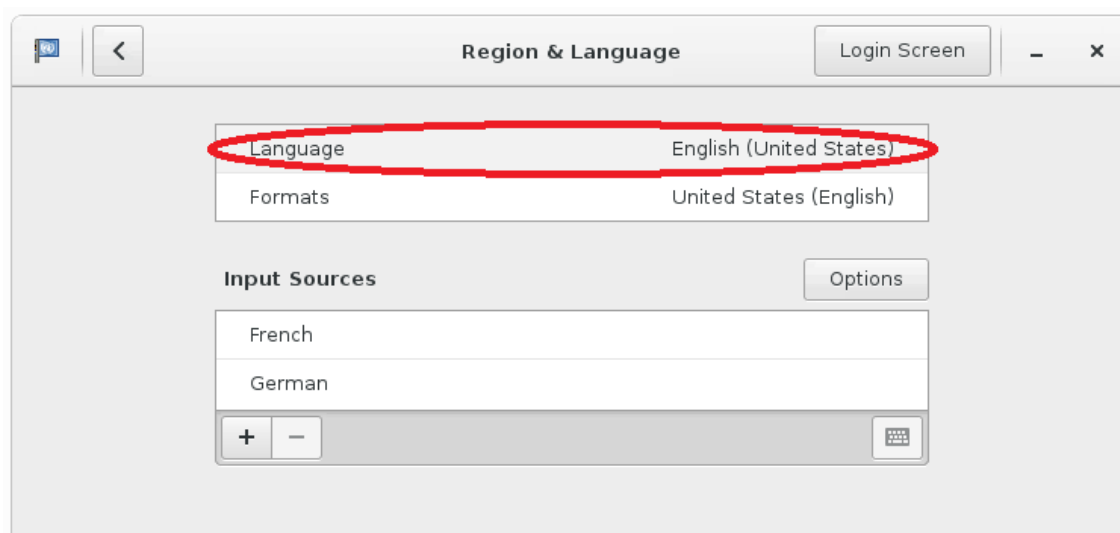 Region & Language
Login Screen
Language English (United States)
Formats United States (English)
Input Sources
Options
French
German